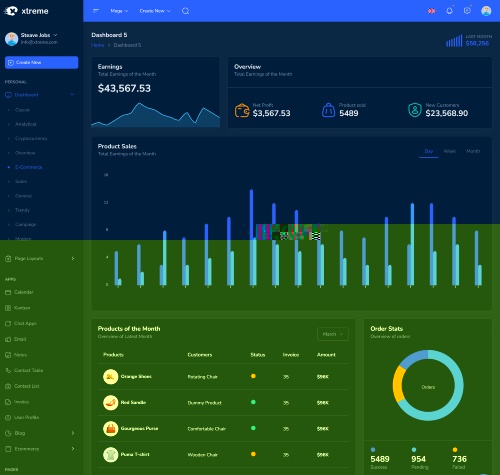 xtreme
Mega
Create New
Steave Jobs
info@xtreme.com
Create New
PERSONAL
Dashboard
Classic
Analytical
Cryptocurrency
Overview
E-Commerce
Sales
General
Trendy
Campaign
Modern
Page Layouts
APPS
Calendar
Kanban
Chat Apps
Email
Notes
Contact Table
Contact List
Invoice
User Profile
Blog
Ecommerce
PAGES
Dashboard 5
Home
Dashboard 5
LAST MONTH
$58,256
Earnings
Total Earnings of the Month
$43,567.53
Overview
Total Earnings of the Month
Net Profit
$3,567.53
Product sold
5489
New Customers
$23,568.90
Product Sales
Total Earnings of the Month
Day Week Month
16
12
8
4
0
Products of the Month
Overview of Latest Month
March
Products Customers Status Invoice Amount
Orange Shoes Rotating Chair 35 $96K
Red Sandle Dummy Product 35 $96K
Gourgeous Purse Comfortable Chair 35 $96K
Puma T-shirt Wooden Chair 35 $96K
Order Stats
Overview of orders
Orders
5489 954 736
Success Pending Failed